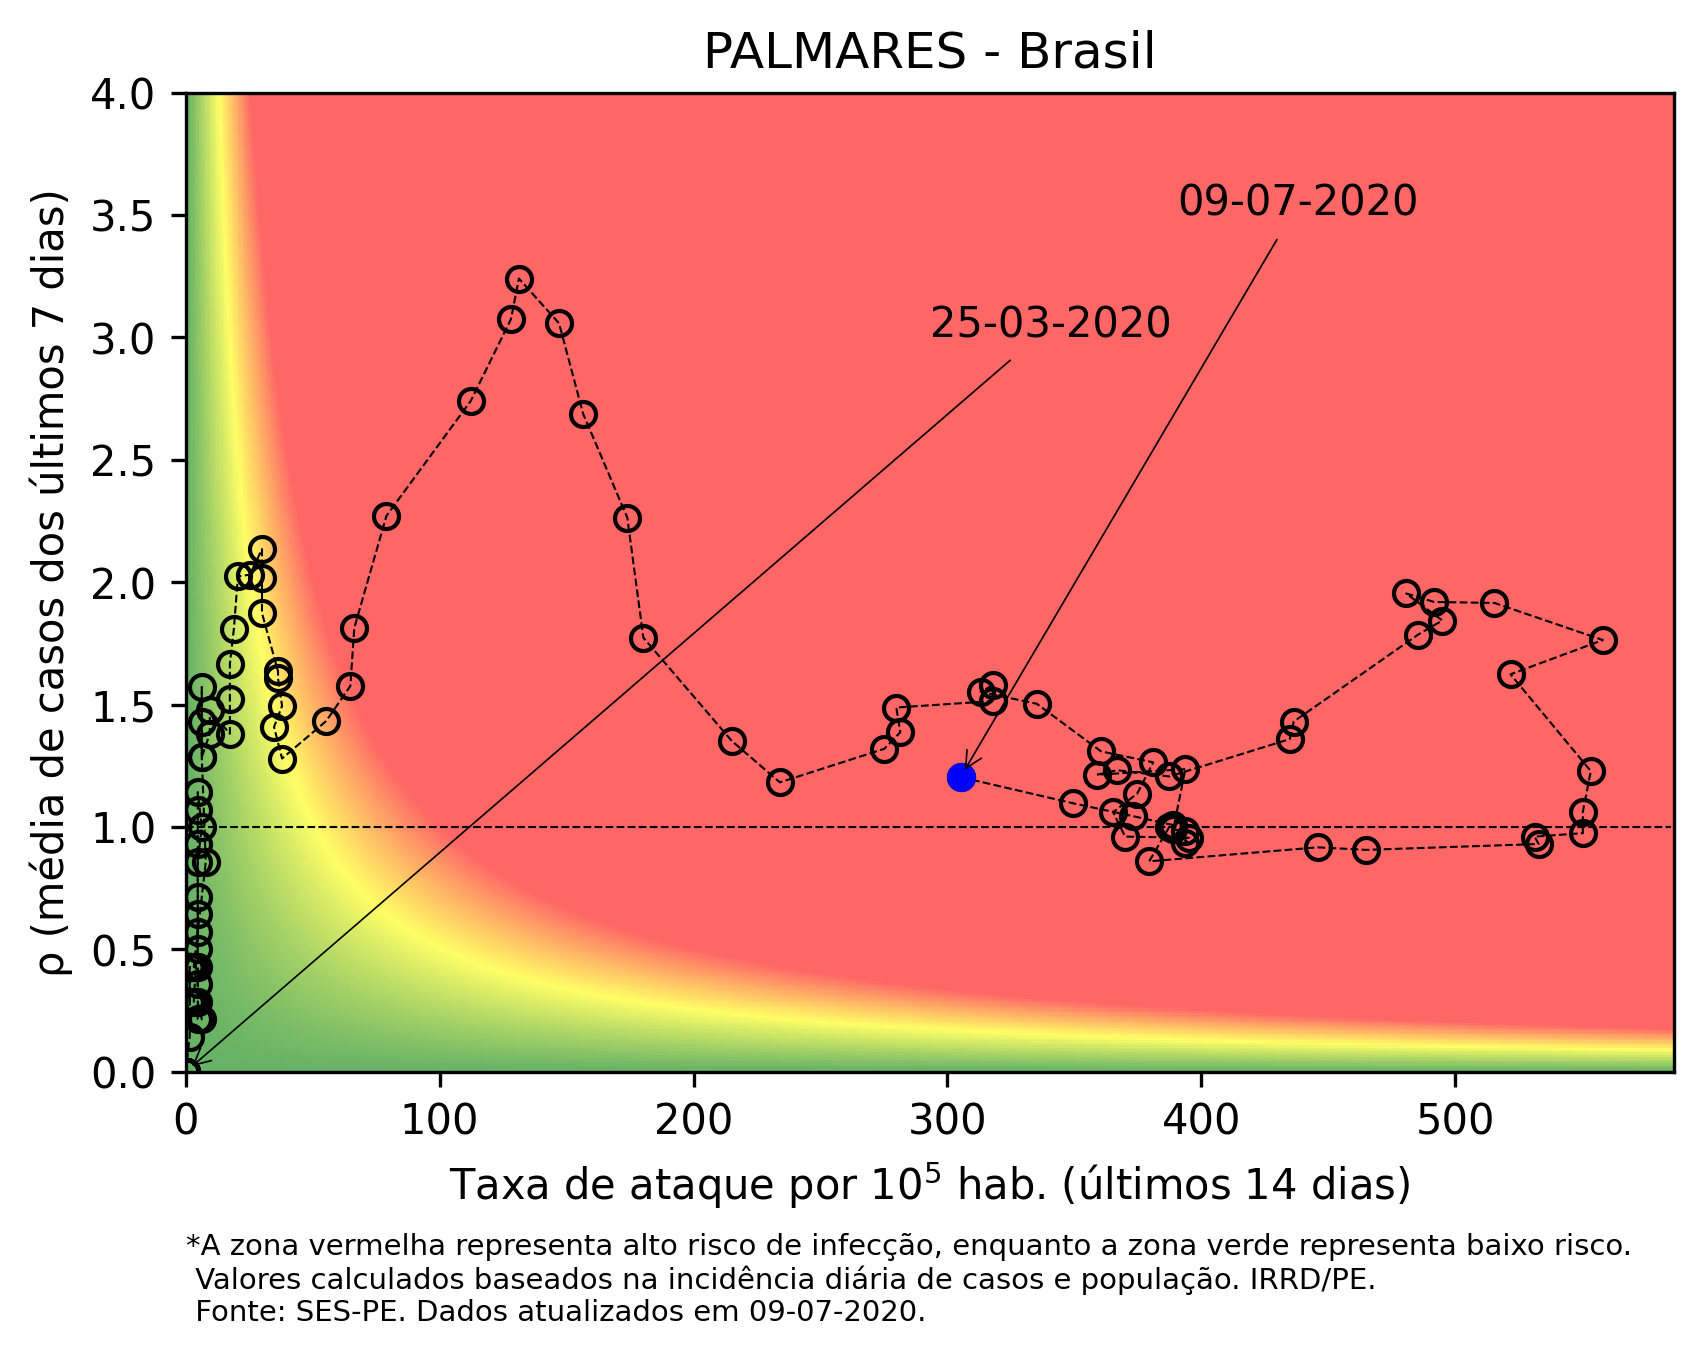 PALMARES - Brasil
4.0
3.5
3.0
2.5
2.0
1.5
1.0
0.5
0.0
ρ (média de casos dos últimos 7 dias)
09-07-2020
25-03-2020
0 100 200 300 400 500
Taxa de ataque por 10⁵ hab. (últimos 14 dias)
*A zona vermelha representa alto risco de infecção, enquanto a zona verde representa baixo risco.
Valores calculados baseados na incidência diária de casos e população. IRRD/PE.
Fonte: SES-PE. Dados atualizados em 09-07-2020.